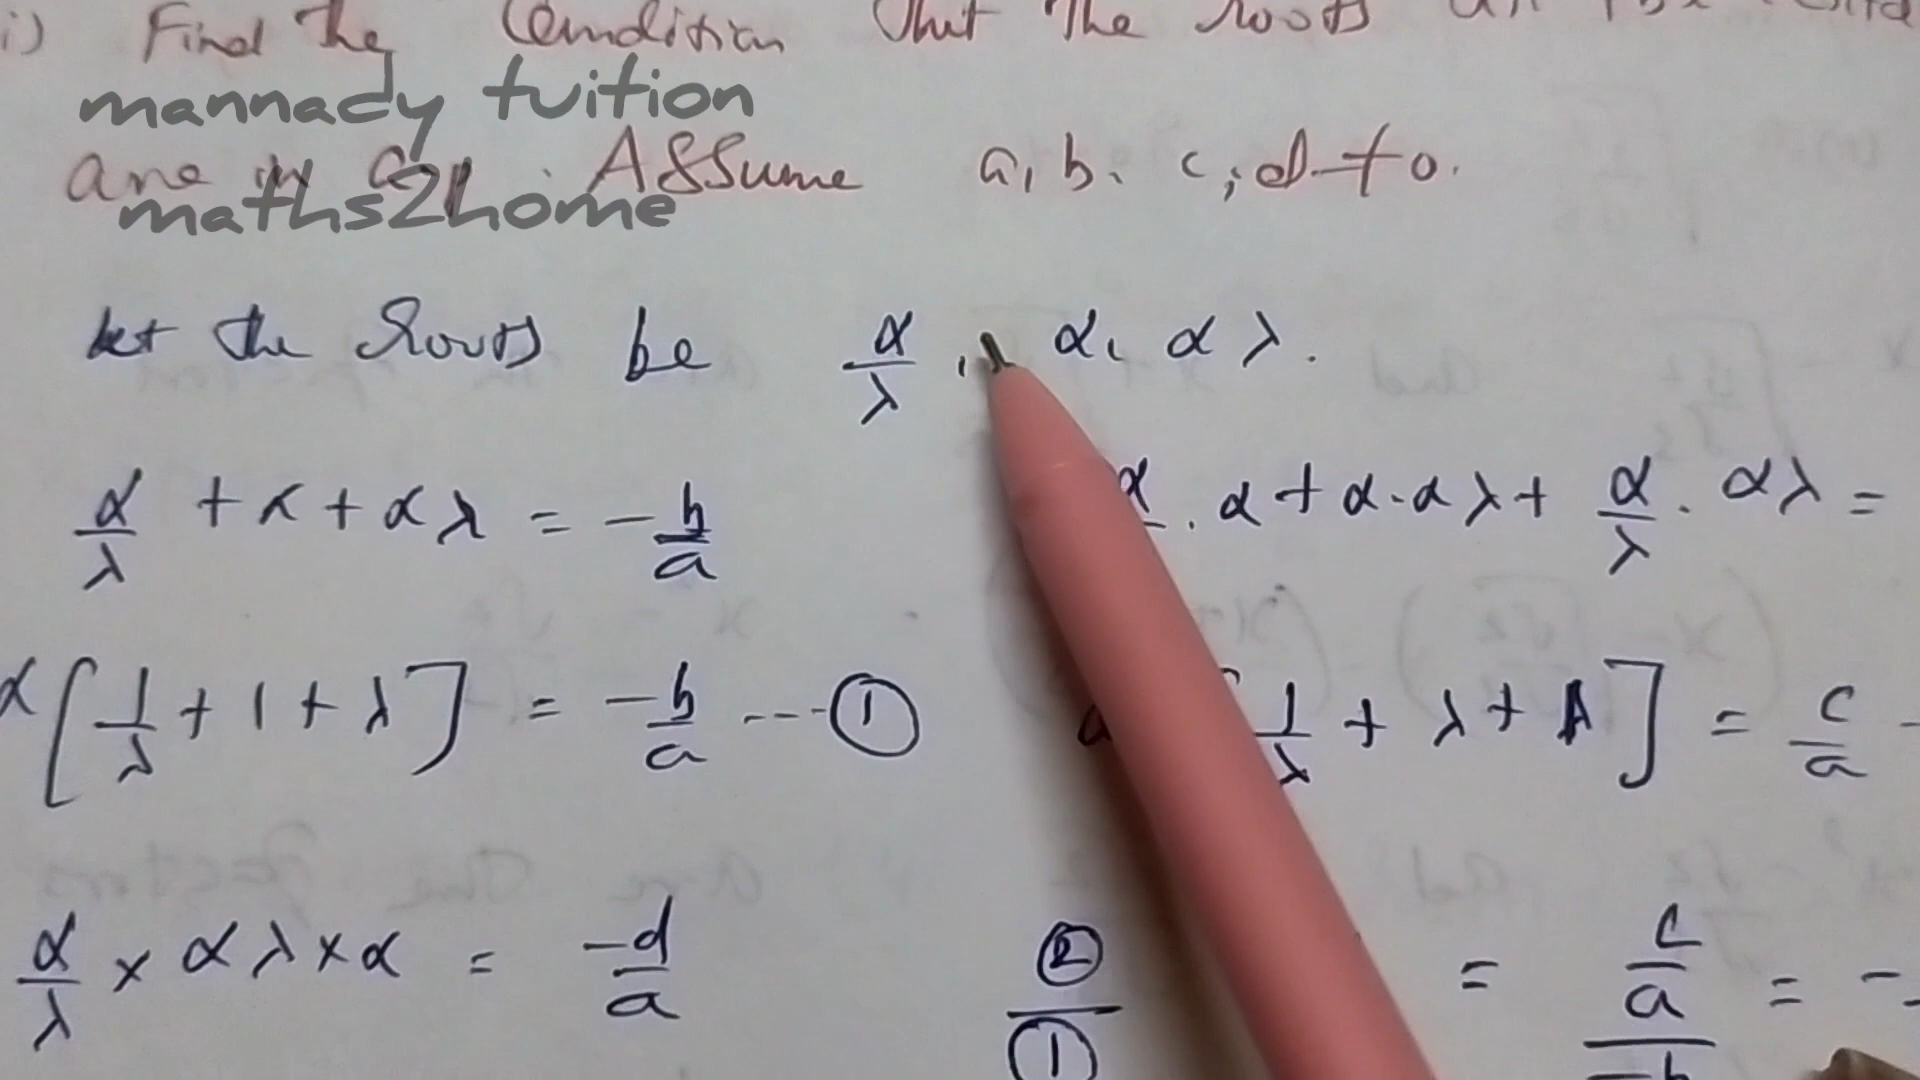 i) Find the Condition that the roots
mannady tuition
are in . Assume a, b, c, d ≠ 0.
maths2home
let the roots be α/λ, α, αλ.
α/λ + α + αλ = -b/a α . α + α.α λ + α/λ . αλ =
α[1/λ + 1 + λ] = -b/a ---① 1/λ + λ + 1] = c/a -
α/λ × αλ × α = -d/a ②/① = c/a / -b = -